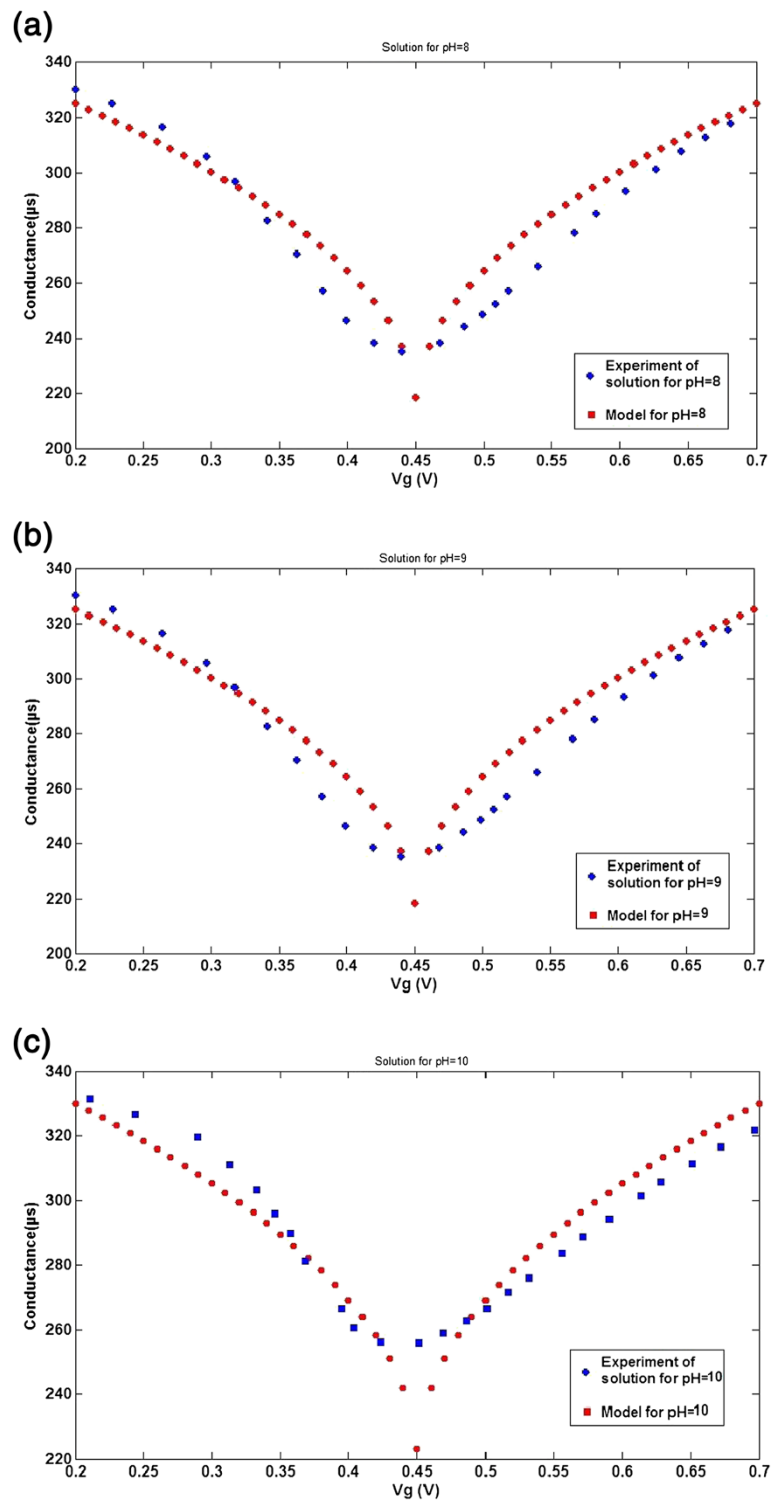 (a)
Solution for pH=8
340
320
300
280
260
240
220
200
Conductance(µs)
0.2 0.25 0.3 0.35 0.4 0.45 0.5 0.55 0.6 0.65 0.7
Vg (V)
Experiment of
solution for pH=8
Model for pH=8
(b)
Solution for pH=9
340
320
300
280
260
240
220
200
Conductance(µs)
0.2 0.25 0.3 0.35 0.4 0.45 0.5 0.55 0.6 0.65 0.7
Vg (V)
Experiment of
solution for pH=9
Model for pH=9
(c)
Solution for pH=10
340
320
300
280
260
240
220
Conductance(µs)
0.2 0.25 0.3 0.35 0.4 0.45 0.5 0.55 0.6 0.65 0.7
Vg (V)
Experiment of
solution for pH=10
Model for pH=10